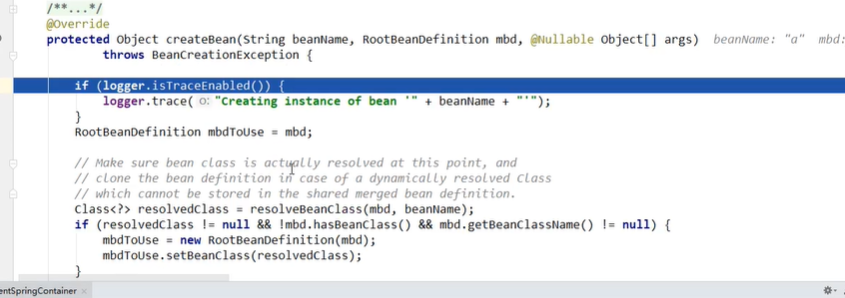 /**...*/
@Override
protected Object createBean(String beanName, RootBeanDefinition mbd, @Nullable Object[] args)  beanName: "a"  mbd:
throws BeanCreationException {
if (logger.isTraceEnabled()) {
logger.trace( o: "Creating instance of bean '" + beanName + "'");
}
RootBeanDefinition mbdToUse = mbd;
// Make sure bean class is actually resolved at this point, and
// clone the bean definition in case of a dynamically resolved Class
// which cannot be stored in the shared merged bean definition.
Class<?> resolvedClass = resolveBeanClass(mbd, beanName);
if (resolvedClass != null && !mbd.hasBeanClass() && mbd.getBeanClassName() != null) {
mbdToUse = new RootBeanDefinition(mbd);
mbdToUse.setBeanClass(resolvedClass);
}
entSpringContainer ×